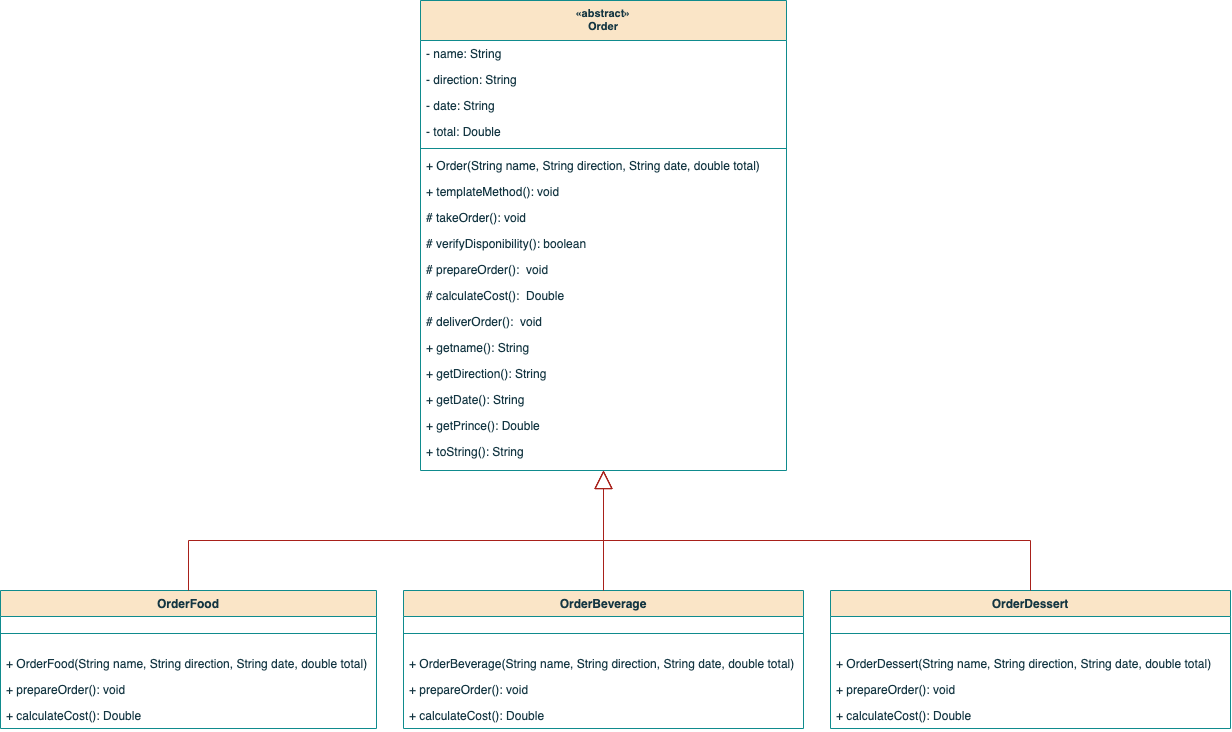 «abstract»
Order
- name: String
- direction: String
- date: String
- total: Double
+ Order(String name, String direction, String date, double total)
+ templateMethod(): void
# takeOrder(): void
# verifyDisponibility(): boolean
# prepareOrder():  void
# calculateCost():  Double
# deliverOrder():  void
+ getname(): String
+ getDirection(): String
+ getDate(): String
+ getPrince(): Double
+ toString(): String
OrderFood
+ OrderFood(String name, String direction, String date, double total)
+ prepareOrder(): void
+ calculateCost(): Double
OrderBeverage
+ OrderBeverage(String name, String direction, String date, double total)
+ prepareOrder(): void
+ calculateCost(): Double
OrderDessert
+ OrderDessert(String name, String direction, String date, double total)
+ prepareOrder(): void
+ calculateCost(): Double